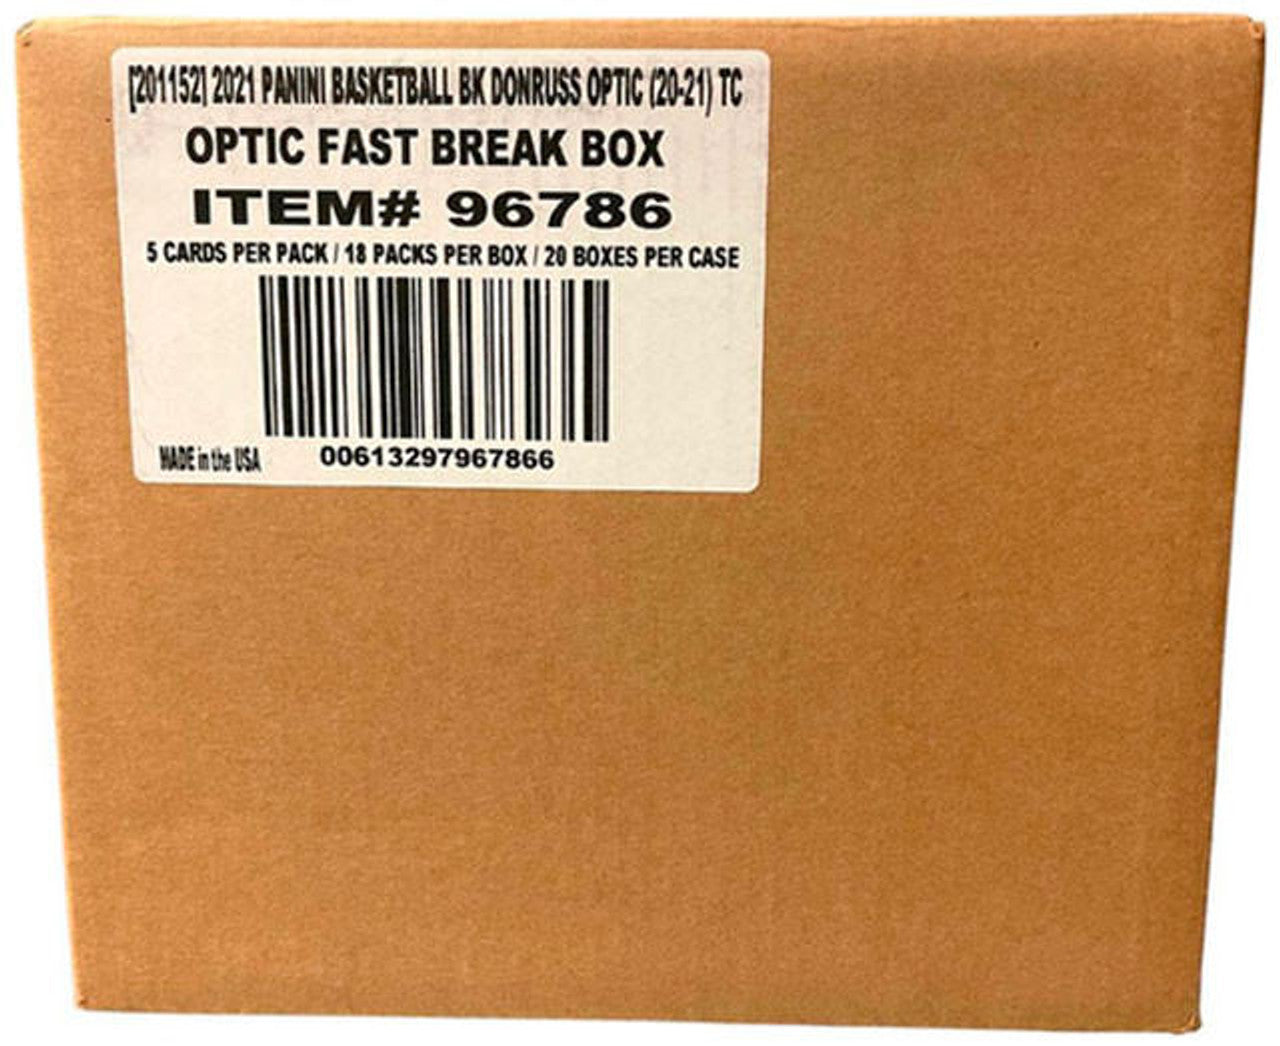 [201152] 2021 PANINI BASKETBALL BK DONRUSS OPTIC (20-21) TC
OPTIC FAST BREAK BOX
ITEM# 96786
5 CARDS PER PACK / 18 PACKS PER BOX / 20 BOXES PER CASE
MADE in the USA 00613297967866